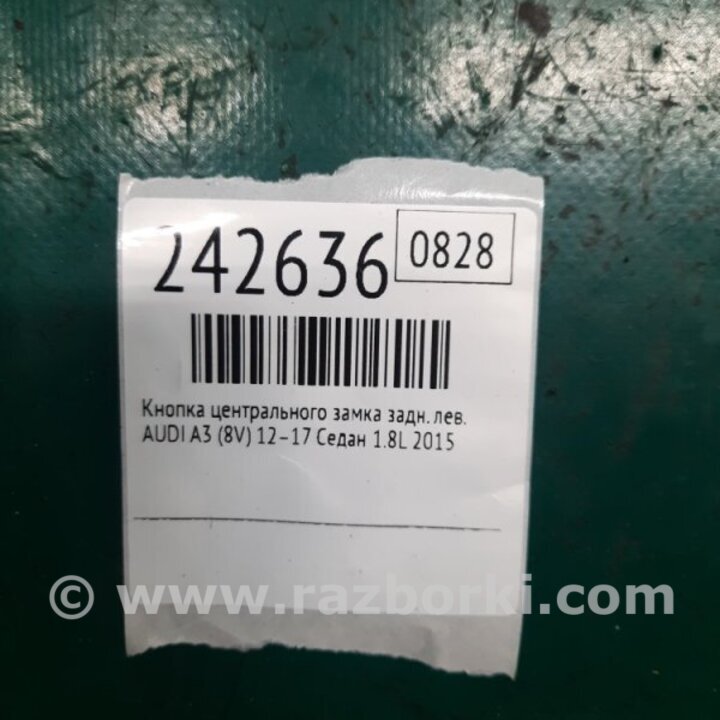 242636 0828
Кнопка центрального замка задн. лев.
AUDI A3 (8V) 12-17 Седан 1.8L 2015
© www.razborki.com